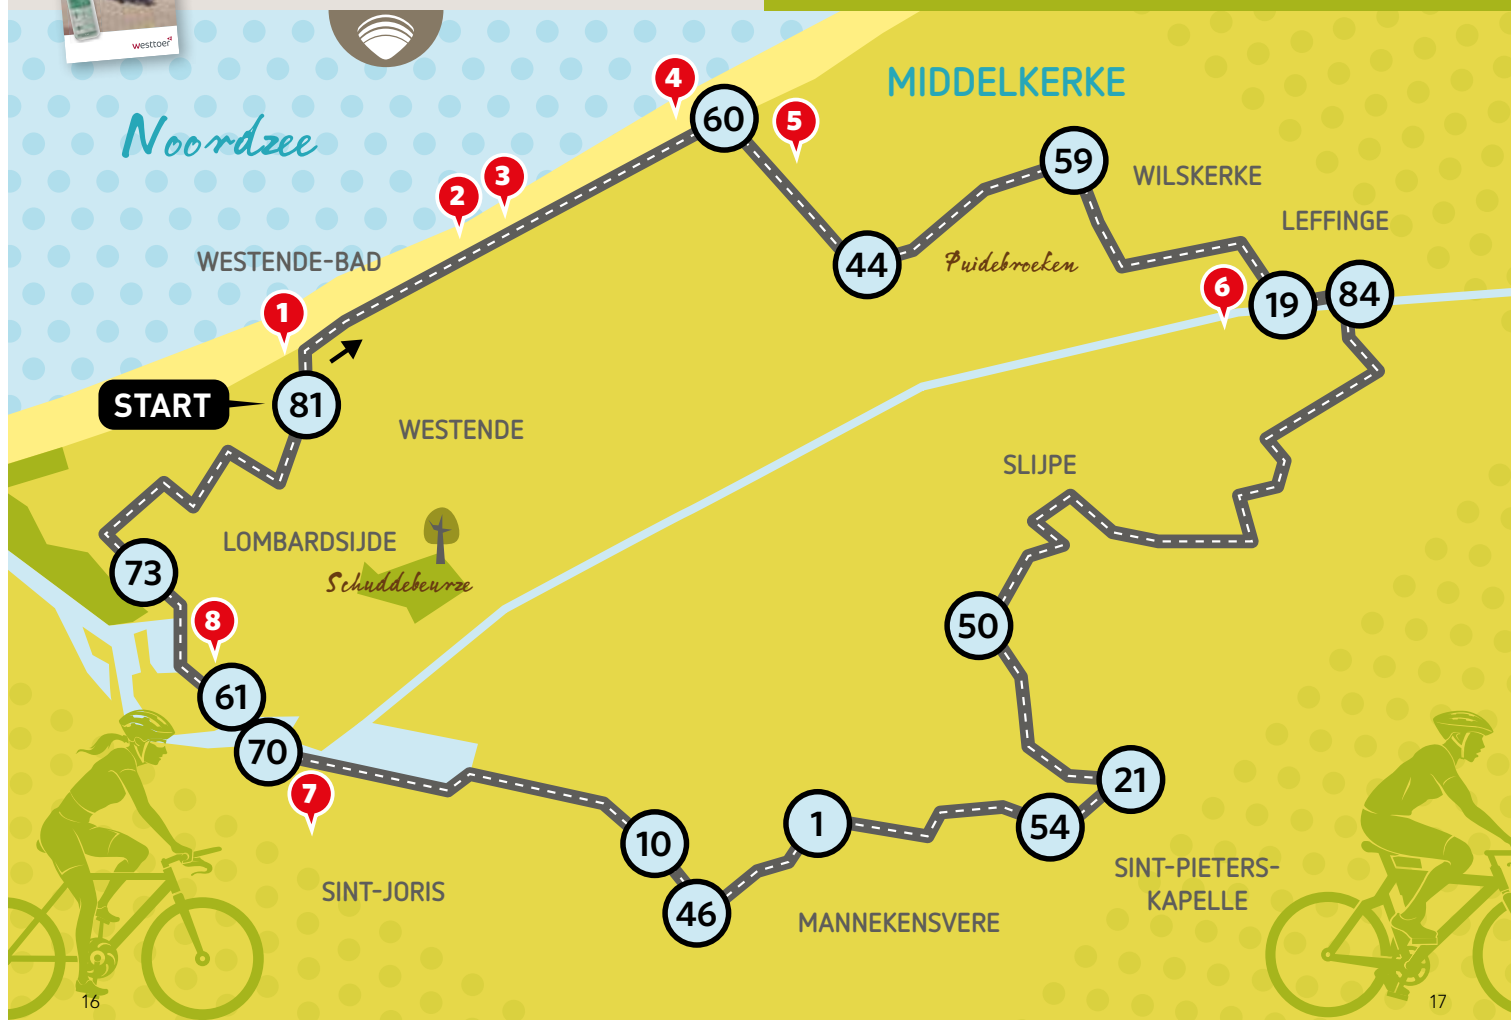 westtoer
Noordzee
MIDDELKERKE
4
60
5
59
WILSKERKE
2
3
LEFFINGE
WESTENDE-BAD
44
Puidebroeken
6
19
84
1
START
81
WESTENDE
SLIJPE
LOMBARDSIJDE
73
Schuddebeurze
8
50
61
70
7
21
1
54
10
SINT-PIETERS-
KAPELLE
SINT-JORIS
46
MANNEKENSVERE
16
17